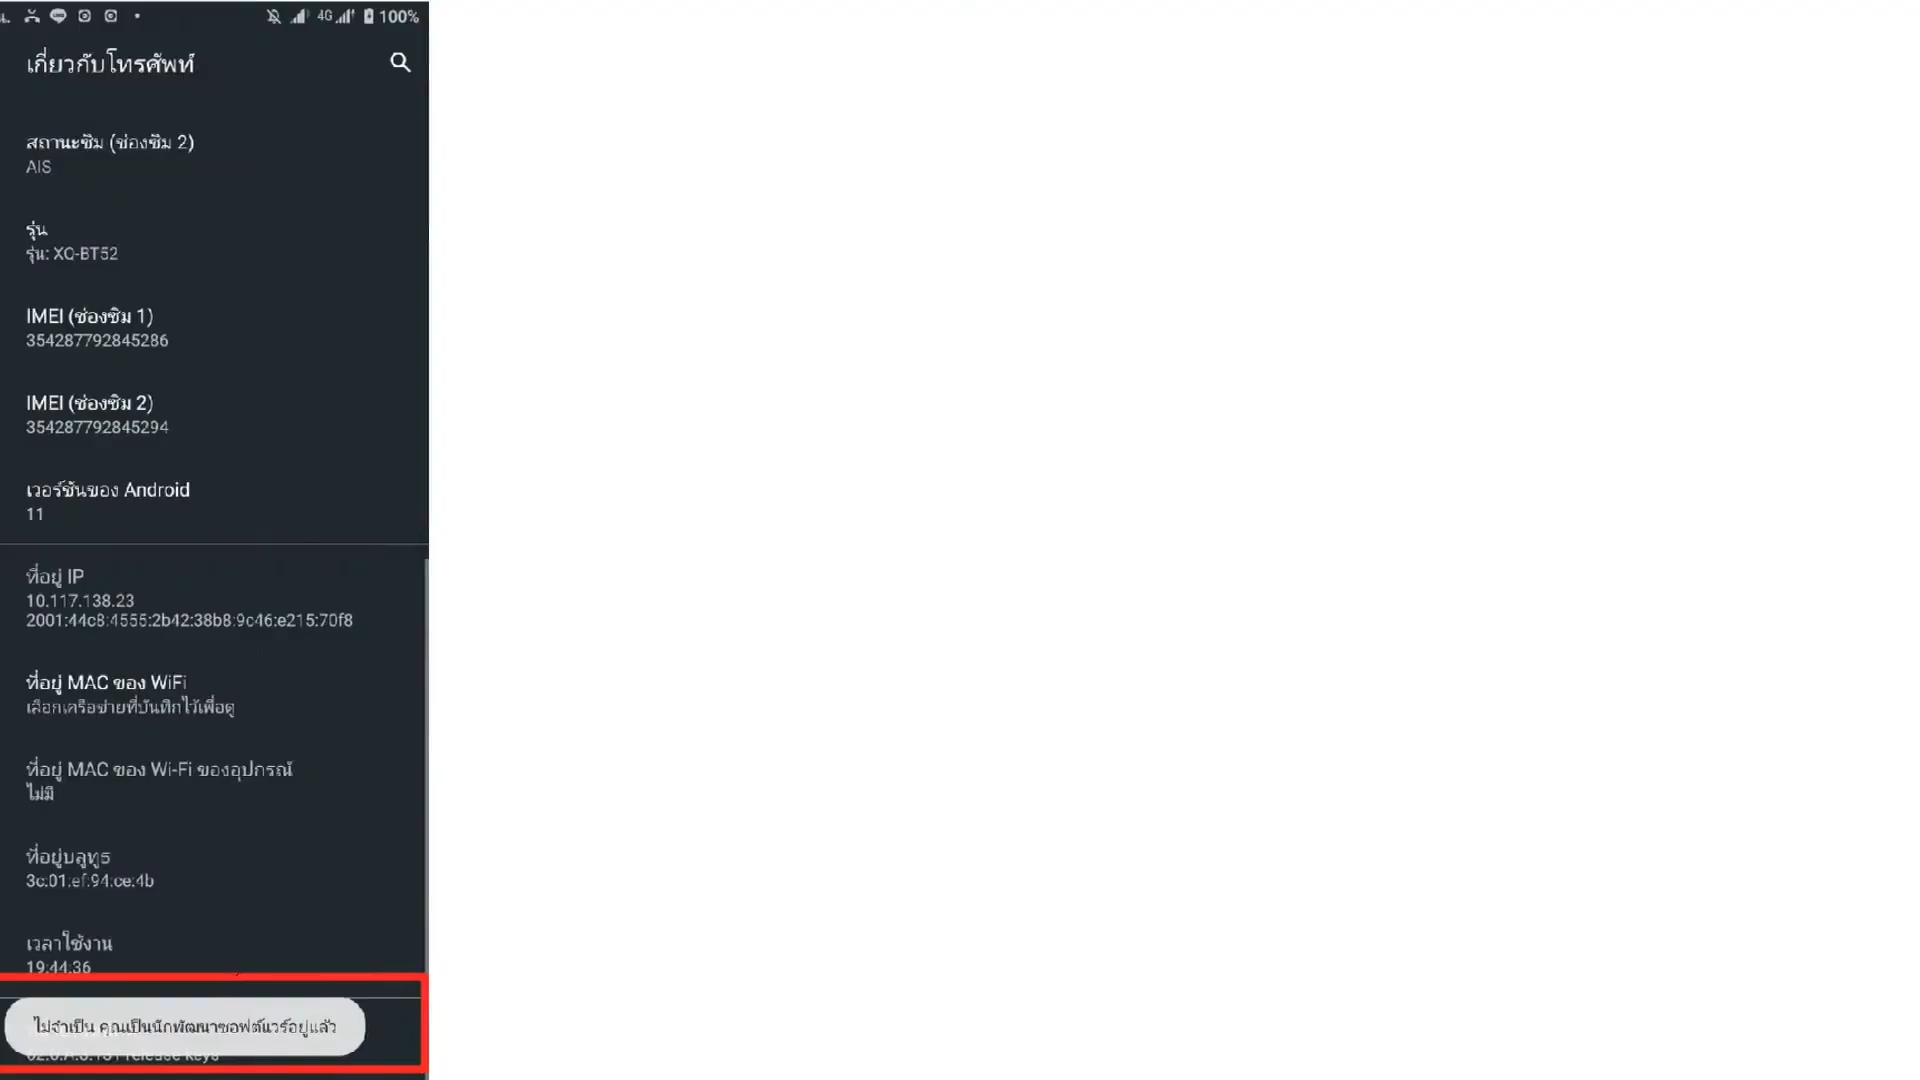 4G 100%
เกี่ยวกับโทรศัพท์
สถานะซิม (ช่องซิม 2)
AIS
รุ่น
รุ่น: XQ-BT52
IMEI (ช่องซิม 1)
354287792845286
IMEI (ช่องซิม 2)
354287792845294
เวอร์ชันของ Android
11
ที่อยู่ IP
10.117.138.23
2001:44c8:4555:2b42:38b8:9c46:e215:70f8
ที่อยู่ MAC ของ WiFi
เลือกเครือข่ายที่บันทึกไว้เพื่อดู
ที่อยู่ MAC ของ Wi-Fi ของอุปกรณ์
ไม่มี
ที่อยู่บลูทูธ
3c:01:ef:94:ce:4b
เวลาใช้งาน
19:44:36
ไม่จำเป็น คุณเป็นนักพัฒนาซอฟต์แวร์อยู่แล้ว